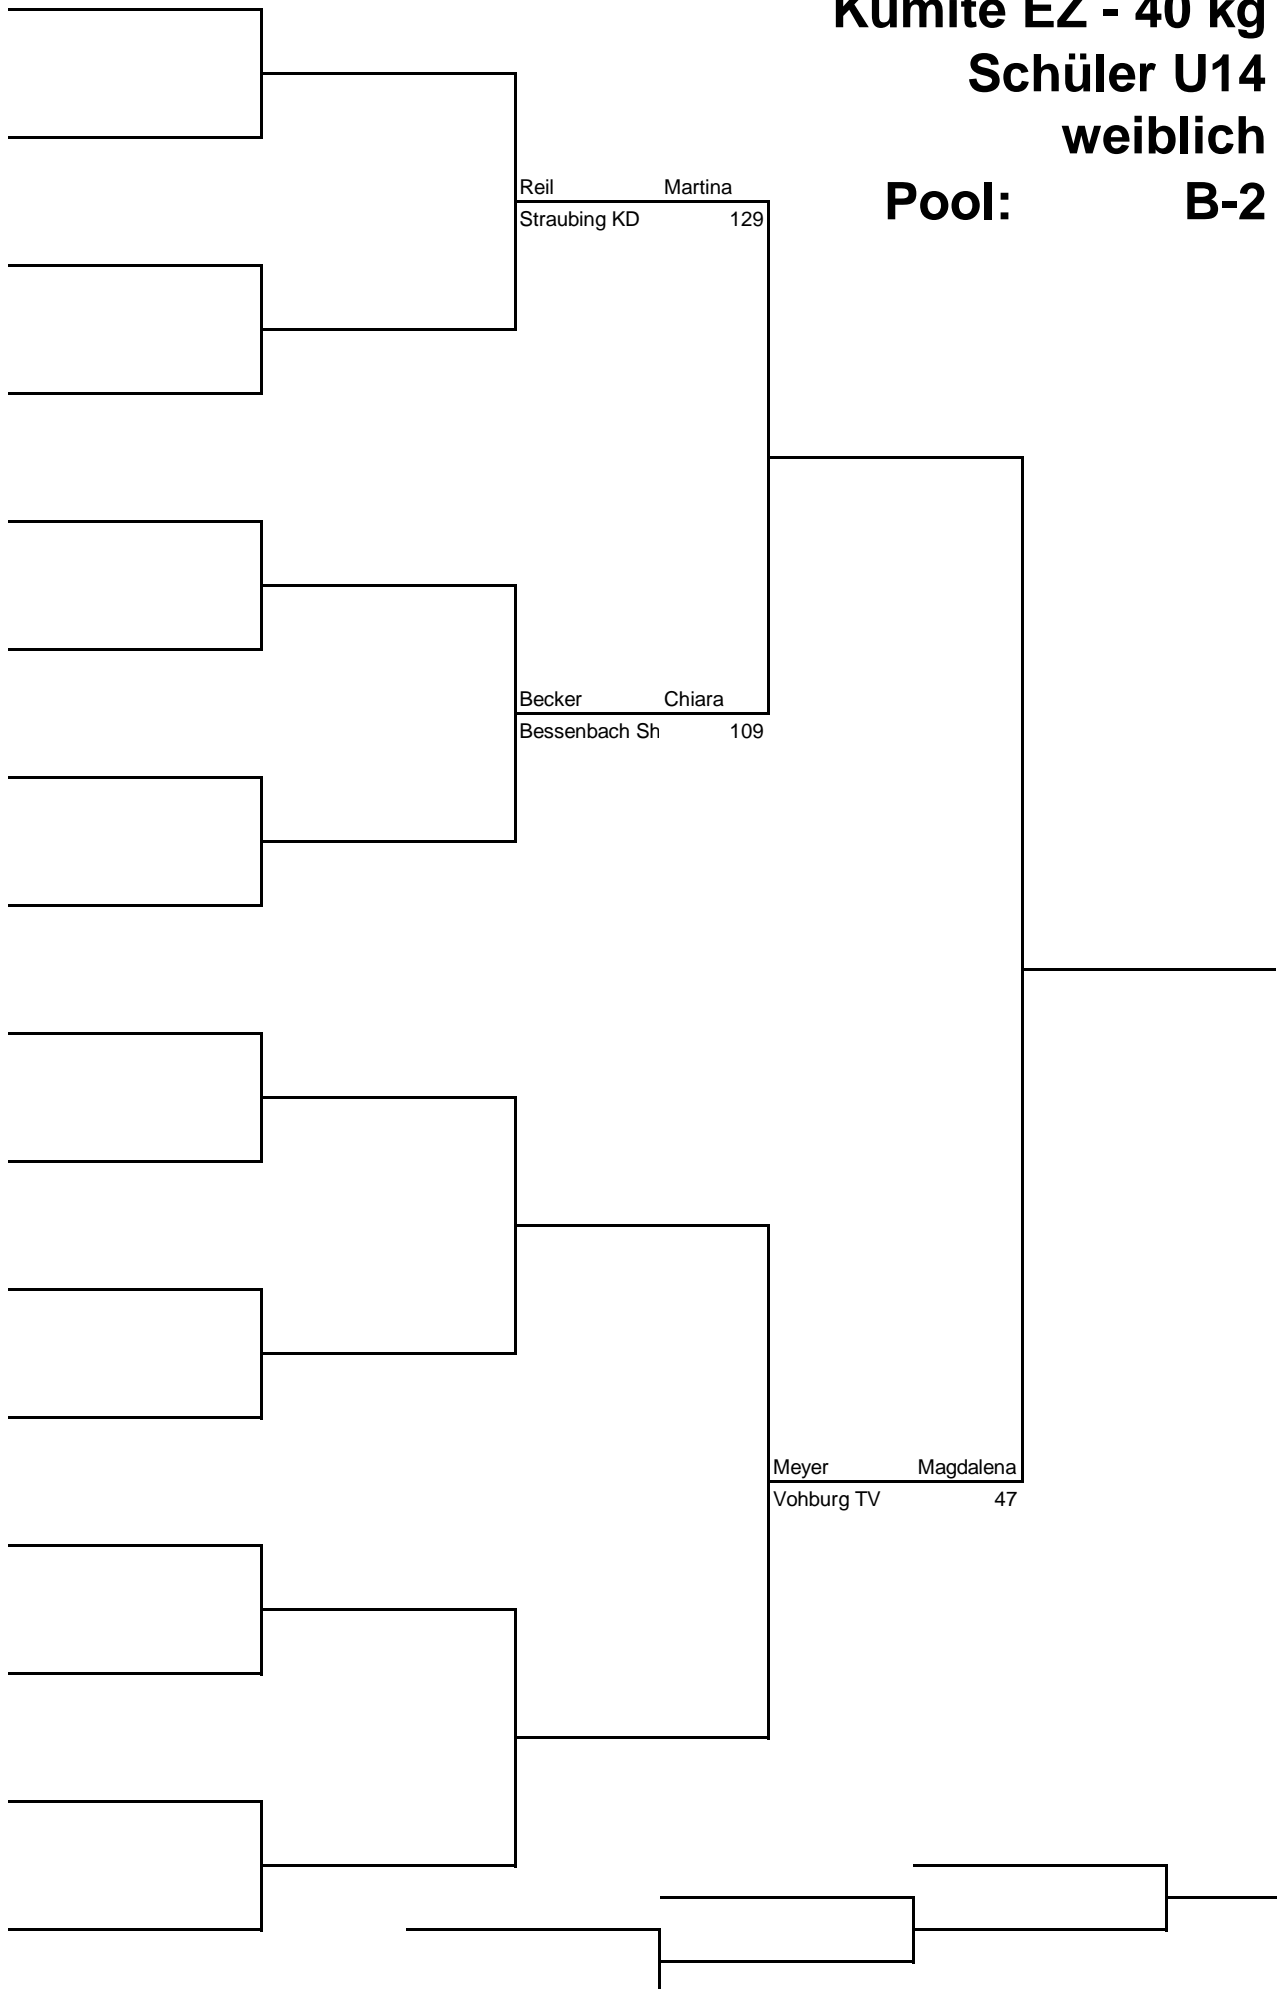 Kumite EZ - 40 kg
Schüler U14
weiblich
Pool: B-2
Reil Martina
Straubing KD 129
Becker Chiara
Bessenbach Sh 109
Meyer Magdalena
Vohburg TV 47